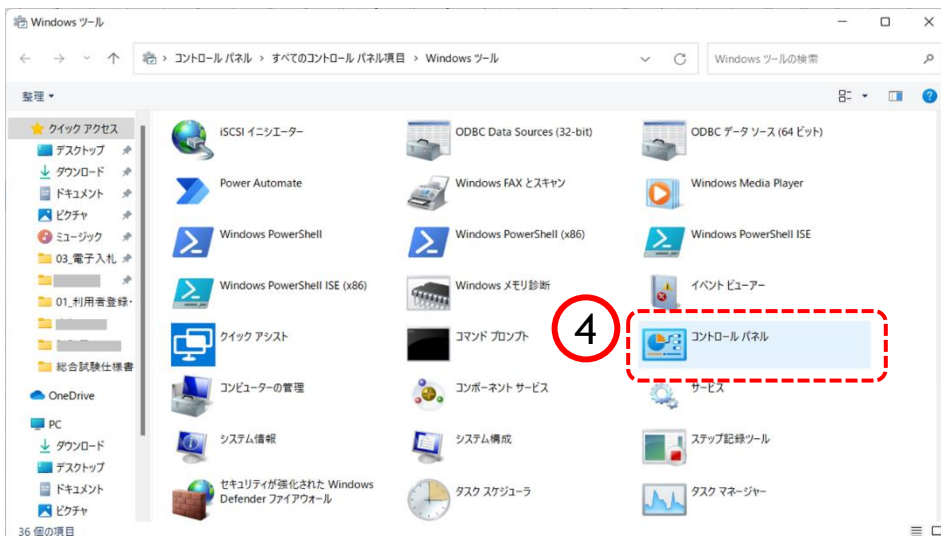 Windows ツール
コントロール パネル › すべてのコントロール パネル項目 › Windows ツール
Windows ツールの検索
整理
クイック アクセス
デスクトップ
ダウンロード
ドキュメント
ピクチャ
ミュージック
03_電子入札
01_利用者登録・
総合試験仕様書
OneDrive
PC
ダウンロード
デスクトップ
ドキュメント
ピクチャ
iSCSI イニシエーター
ODBC Data Sources (32-bit)
ODBC データ ソース (64 ビット)
Power Automate
Windows FAX とスキャン
Windows Media Player
Windows PowerShell
Windows PowerShell (x86)
Windows PowerShell ISE
Windows PowerShell ISE (x86)
Windows メモリ診断
イベント ビューアー
クイック アシスト
コマンド プロンプト
4
コントロール パネル
コンピューターの管理
コンポーネント サービス
サービス
システム情報
システム構成
ステップ記録ツール
セキュリティが強化された Windows
Defender ファイアウォール
タスク スケジューラ
タスク マネージャー
36 個の項目